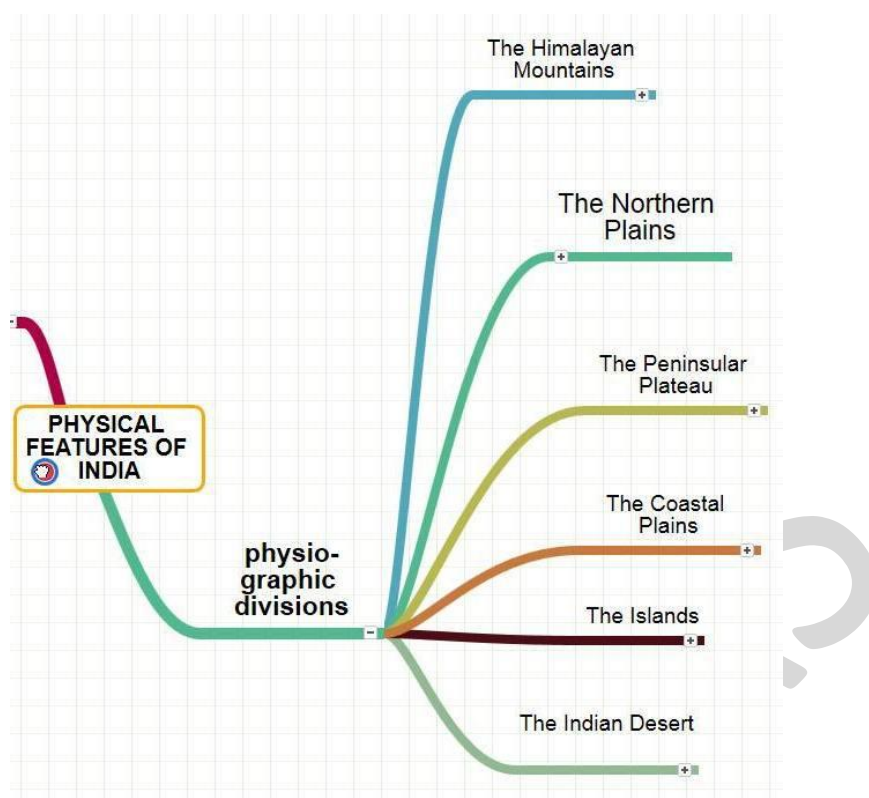 The Himalayan
Mountains
The Northern
Plains
The Peninsular
Plateau
PHYSICAL
FEATURES OF
INDIA
The Coastal
Plains
physio-
graphic
divisions
The Islands
The Indian Desert